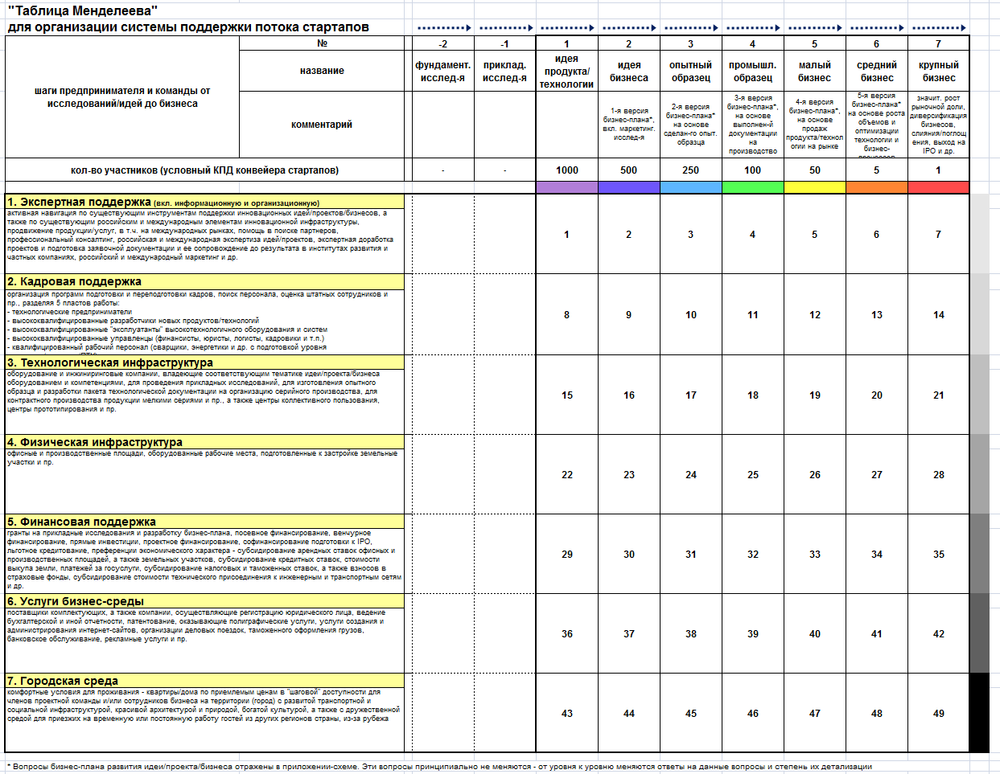 "Таблица Менделеева"
для организации системы поддержки потока стартапов
шаги предпринимателя и команды от
исследований/идей до бизнеса
№
-2
-1
1
2
3
4
5
6
7
название
фундамент.
исслед-я
приклад.
исслед-я
идея
продукта/
технологии
идея
бизнеса
опытный
образец
промышл.
образец
малый
бизнес
средний
бизнес
крупный
бизнес
комментарий
1-я версия
бизнес-плана*,
вкл. маркетинг.
исслед-я
2-я версия
бизнес-плана*
на основе
сделан-го опыт.
образца
3-я версия
бизнес-плана*,
на основе
выполнен-й
документации
на
производство
4-я версия
бизнес-плана*,
на основе
продаж
продукта/технол
огии на рынке
5-я версия
бизнес-плана*
на основе роста
объемов и
оптимизации
технологии и
бизнес-
значит. рост
рыночной доли,
диверсификация
бизнесов,
слияния/поглощ
ения, выход на
IPO и др.
кол-во участников (условный КПД конвейера стартапов)
-
-
1000
500
250
100
50
5
1
1. Экспертная поддержка (вкл. информационную и организационную)
активная навигация по существующим инструментам поддержки инновационных идей/проектов/бизнесов, а
также по существующим российским и международным элементам инновационной инфраструктуры,
продвижение продукции/услуг, в т.ч. на международных рынках, помощь в поиске партнеров,
профессиональный консалтинг, российская и международная экспертиза идей/проектов, экспертная доработка
проектов и подготовка заявочной документации и ее сопровождение до результата в институтах развития и
частных компаниях, российский и международный маркетинг и др.
1
2
3
4
5
6
7
2. Кадровая поддержка
организация программ подготовки и переподготовки кадров, поиск персонала, оценка штатных сотрудников и
пр., разделяя 5 пластов работы:
- технологические предприниматели
- высококвалифицированные разработчики новых продуктов/технологий
- высококвалифицированные "эксплуатанты" высокотехнологичного оборудования и систем
- высококвалифицированные управленцы (финансисты, юристы, логисты, кадровики и т.п.)
- квалифицированный рабочий персонал (сварщики, энергетики и др. с подготовкой уровня
8
9
10
11
12
13
14
3. Технологическая инфраструктура
оборудование и инжиниринговые компании, владеющие соответствующим тематике идеи/проекта/бизнеса
оборудованием и компетенциями, для проведения прикладных исследований, для изготовления опытного
образца и разработки пакета технологической документации на организацию серийного производства, для
контрактного производства продукции мелкими сериями и пр., а также центры коллективного пользования,
центры прототипирования и пр.
15
16
17
18
19
20
21
4. Физическая инфраструктура
офисные и производственные площади, оборудованные рабочие места, подготовленные к застройке земельные
участки и пр.
22
23
24
25
26
27
28
5. Финансовая поддержка
гранты на прикладные исследования и разработку бизнес-плана, посевное финансирование, венчурное
финансирование, прямые инвестиции, проектное финансирование, софинансирование подготовки к IPO,
льготное кредитование, преференции экономического характера - субсидирование арендных ставок офисных и
производственных площадей, а также земельных участков, субсидирование кредитных ставок, стоимости
выкупа земли, платежей за госуслуги, субсидирование налоговых и таможенных ставок, а также взносов в
страховые фонды, субсидирование стоимости технического присоединения к инженерным и транспортным сетям
и др.
29
30
31
32
33
34
35
6. Услуги бизнес-среды
поставщики комплектующих, а также компании, осуществляющие регистрацию юридического лица, ведение
бухгалтерской и иной отчетности, патентование, оказывающие полиграфические услуги, услуги создания и
администрирования интернет-сайтов, организации деловых поездок, таможенного оформления грузов,
банковское обслуживание, рекламные услуги и пр.
36
37
38
39
40
41
42
7. Городская среда
комфортные условия для проживания - квартиры/дома по приемлемым ценам в "шаговой" доступности для
членов проектной команды и/или сотрудников бизнеса на территории (город) с развитой транспортной и
социальной инфраструктурой, красивой архитектурой и природой, богатой культурой, а также с дружественной
средой для приезжих на временную или постоянную работу гостей из других регионов страны, из-за рубежа
43
44
45
46
47
48
49
* Вопросы бизнес-плана развития идеи/проекта/бизнеса отражены в приложении-схеме. Эти вопросы принципиально не меняются - от уровня к уровню меняются ответы на данные вопросы и степень их детализации